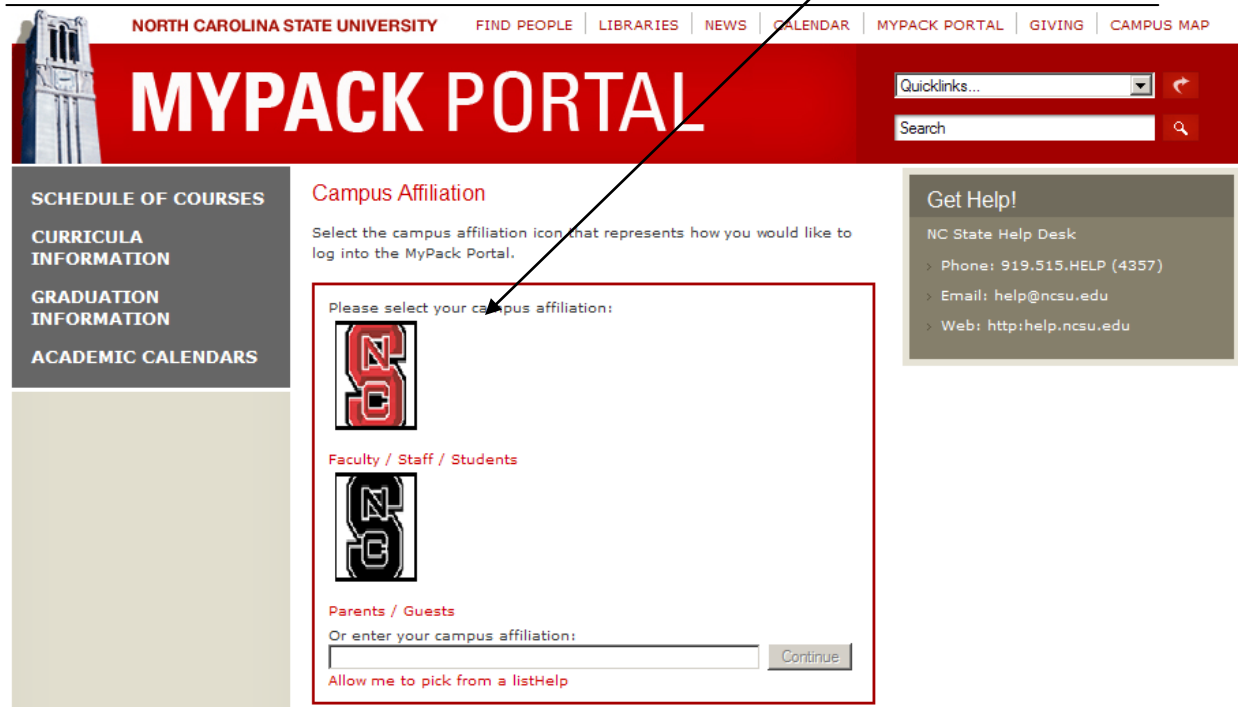 NORTH CAROLINA STATE UNIVERSITY FIND PEOPLE LIBRARIES NEWS CALENDAR MYPACK PORTAL GIVING CAMPUS MAP
MYPACK PORTAL
Quicklinks...
Search
SCHEDULE OF COURSES
CURRICULA
INFORMATION
GRADUATION
INFORMATION
ACADEMIC CALENDARS
Campus Affiliation
Select the campus affiliation icon that represents how you would like to
log into the MyPack Portal.
Please select your campus affiliation:
NCS
Faculty / Staff / Students
NCS
Parents / Guests
Or enter your campus affiliation:
Continue
Allow me to pick from a listHelp
Get Help!
NC State Help Desk
› Phone: 919.515.HELP (4357)
› Email: help@ncsu.edu
› Web: http:help.ncsu.edu